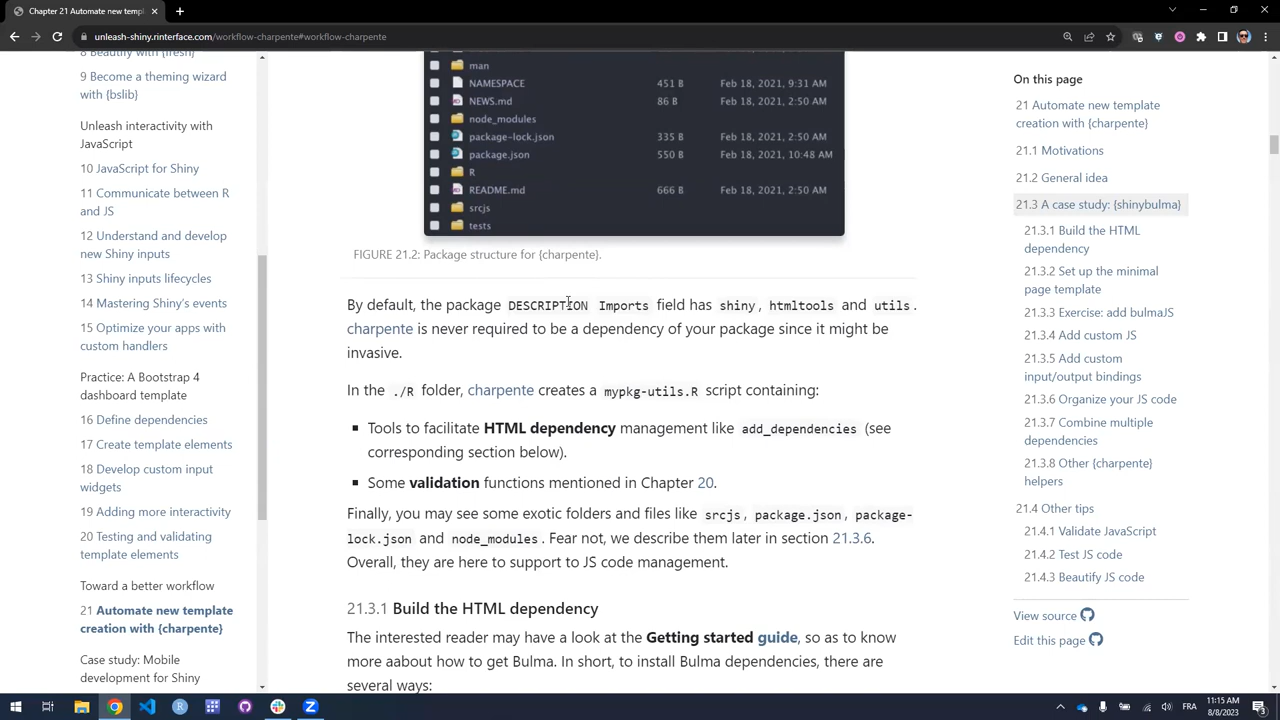 Chapter 21 Automate new temp
unleash-shiny.rinterface.com/workflow-charpente#workflow-charpente
8 Beautify with {fresh}
9 Become a theming wizard
with {bslib}
Unleash interactivity with
JavaScript
10 JavaScript for Shiny
11 Communicate between R
and JS
12 Understand and develop
new Shiny inputs
13 Shiny inputs lifecycles
14 Mastering Shiny's events
15 Optimize your apps with
custom handlers
Practice: A Bootstrap 4
dashboard template
16 Define dependencies
17 Create template elements
18 Develop custom input
widgets
19 Adding more interactivity
20 Testing and validating
template elements
Toward a better workflow
21 Automate new template
creation with {charpente}
Case study: Mobile
development for Shiny
man
NAMESPACE 451 B Feb 18, 2021, 9:31 AM
NEWS.md 86 B Feb 18, 2021, 2:50 AM
node_modules
package-lock.json 335 B Feb 18, 2021, 2:50 AM
package.json 550 B Feb 18, 2021, 10:48 AM
R
README.md 666 B Feb 18, 2021, 2:50 AM
srcjs
tests
FIGURE 21.2: Package structure for {charpente}.
By default, the package DESCRIPTION Imports field has shiny, htmltools and utils.
charpente is never required to be a dependency of your package since it might be
invasive.
In the ./R folder, charpente creates a mypkg-utils.R script containing:
Tools to facilitate HTML dependency management like add_dependencies (see
corresponding section below).
Some validation functions mentioned in Chapter 20.
Finally, you may see some exotic folders and files like srcjs, package.json, package-
lock.json and node_modules. Fear not, we describe them later in section 21.3.6.
Overall, they are here to support to JS code management.
21.3.1 Build the HTML dependency
The interested reader may have a look at the Getting started guide, so as to know
more aabout how to get Bulma. In short, to install Bulma dependencies, there are
several ways:
On this page
21 Automate new template
creation with {charpente}
21.1 Motivations
21.2 General idea
21.3 A case study: {shinybulma}
21.3.1 Build the HTML
dependency
21.3.2 Set up the minimal
page template
21.3.3 Exercise: add bulmaJS
21.3.4 Add custom JS
21.3.5 Add custom
input/output bindings
21.3.6 Organize your JS code
21.3.7 Combine multiple
dependencies
21.3.8 Other {charpente}
helpers
21.4 Other tips
21.4.1 Validate JavaScript
21.4.2 Test JS code
21.4.3 Beautify JS code
View source
Edit this page
FRA
11:15 AM
8/8/2023